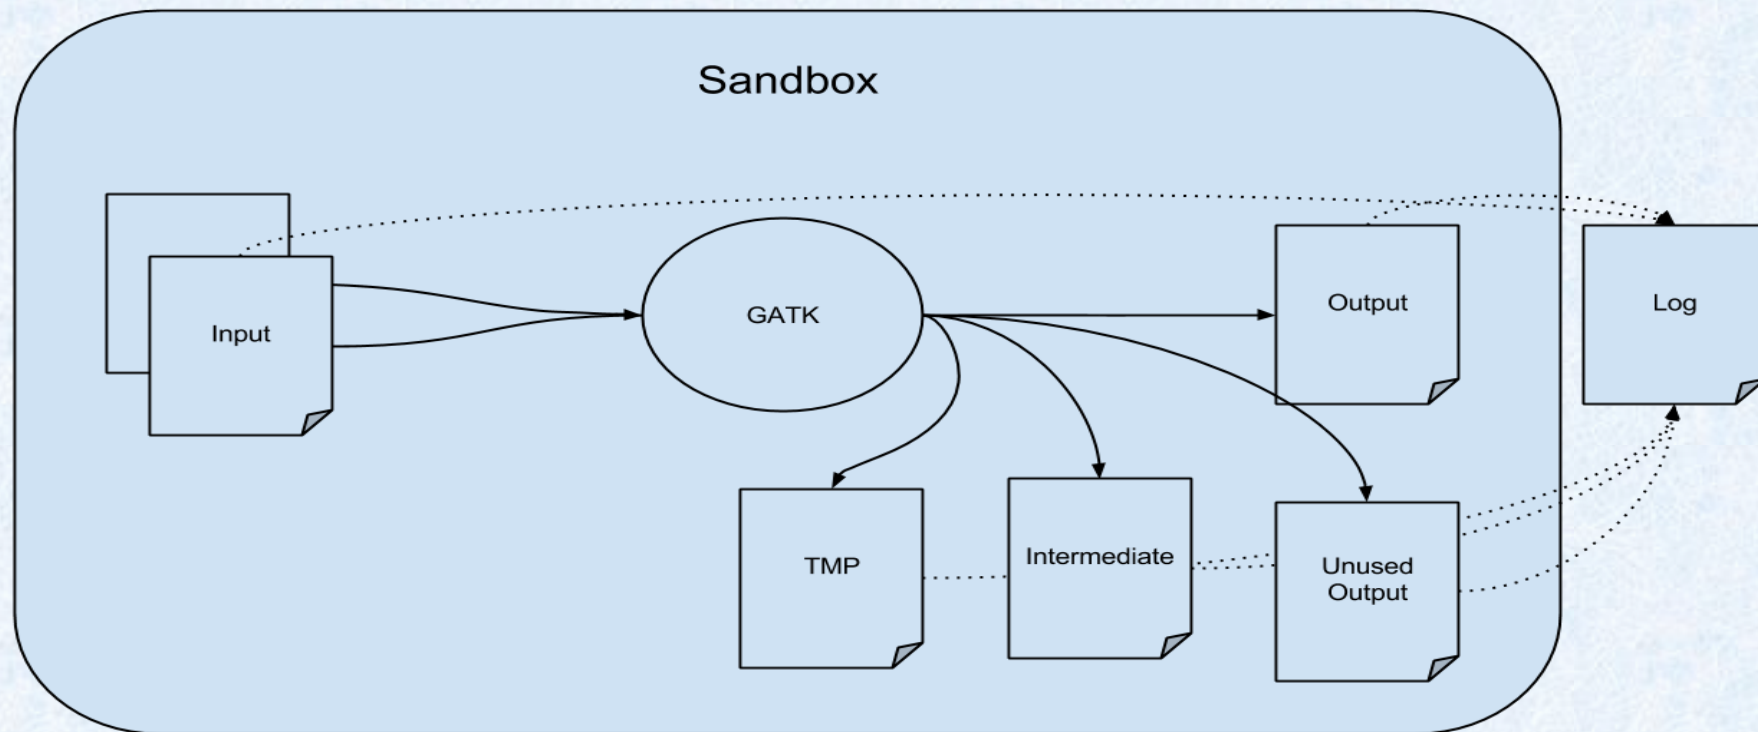 Sandbox
Input
GATK
Output
Log
TMP
Intermediate
Unused
Output